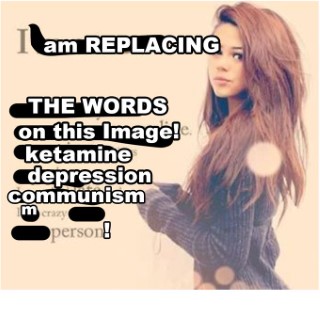 I am REPLACING
THE WORDS
on this Image!
ketamine
depression
communism
m crazy
person!